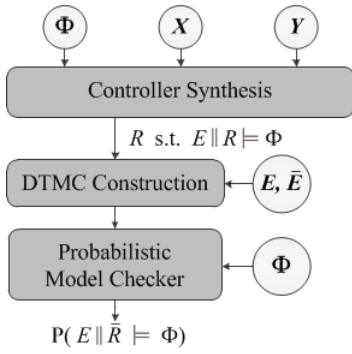 Φ X Y
Controller Synthesis
R s.t. E || R |= Φ
DTMC Construction
E, Ē
Probabilistic
Model Checker
Φ
P( E || R̄ |= Φ)